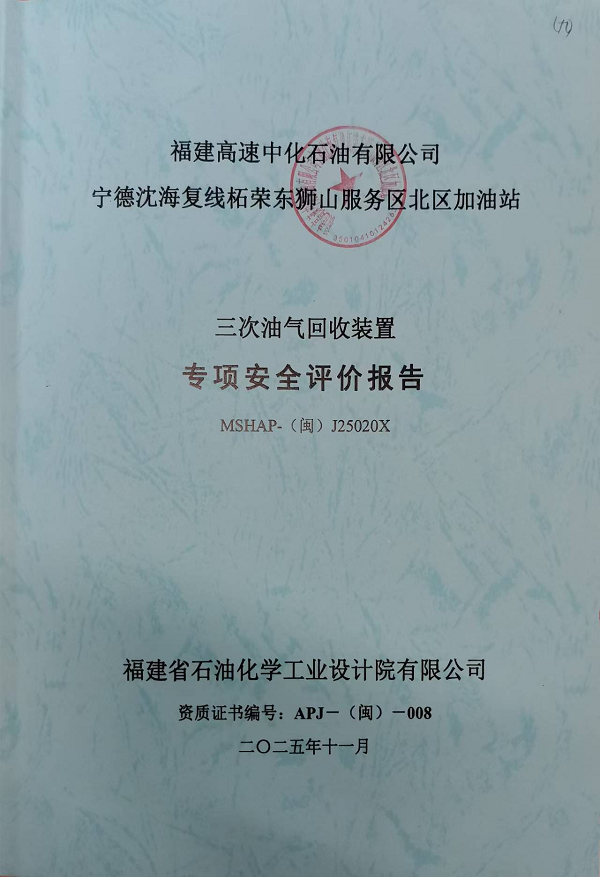 福建高速中化石油有限公司
宁德沈海复线柘荣东狮山服务区北区加油站
三次油气回收装置
专项安全评价报告
MSHAP-（闽）J25020X
福建省石油化学工业设计院有限公司
资质证书编号：APJ－（闽）－008
二〇二五年十一月